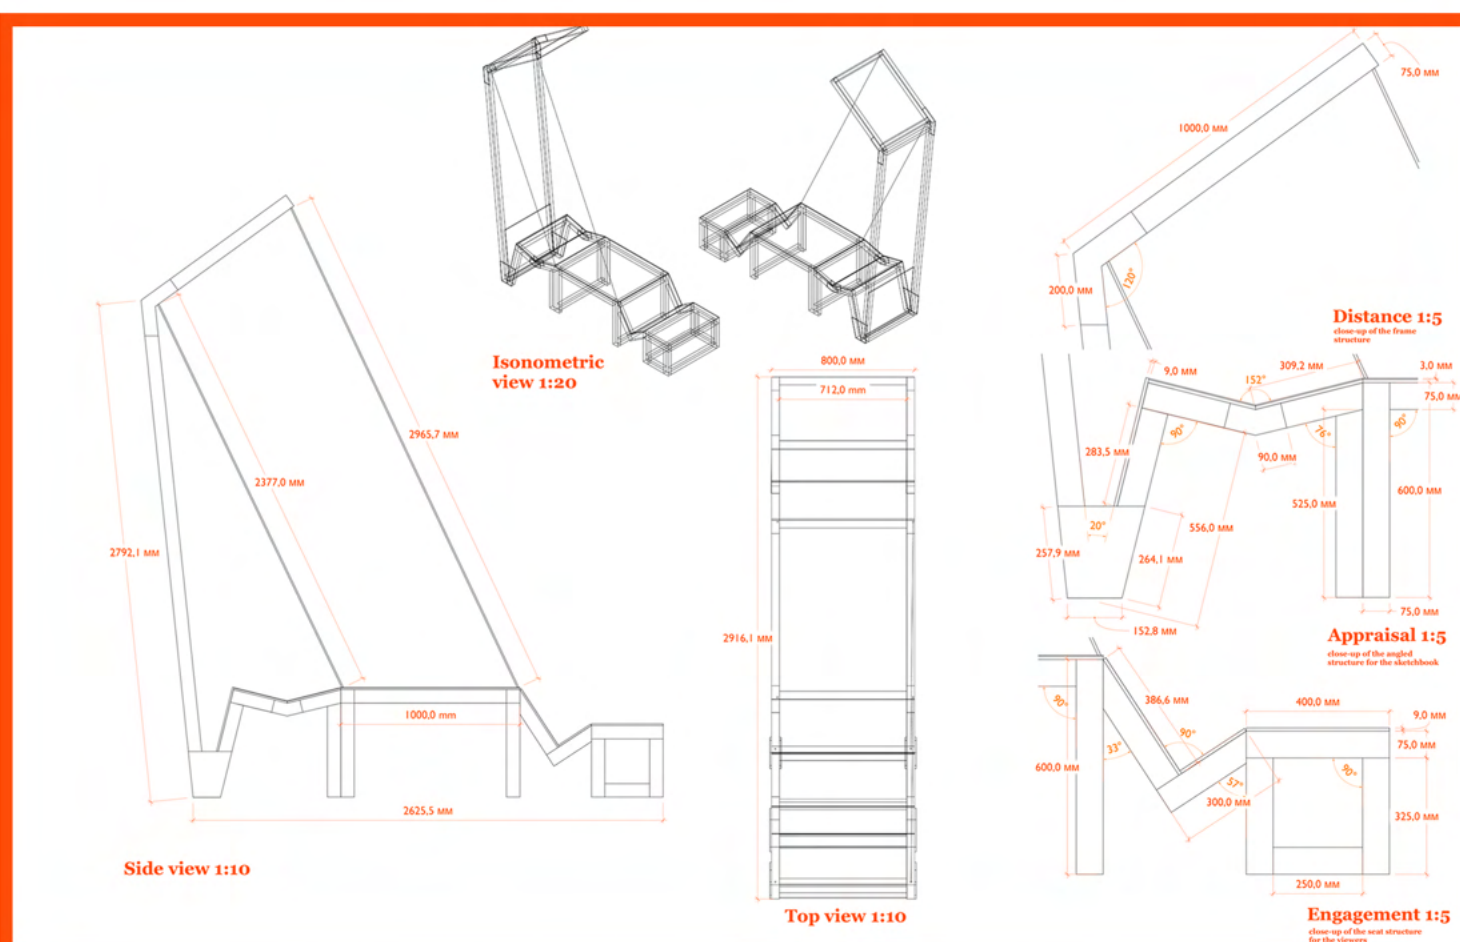 75,0 мм
1000,0 мм
120°
200,0 мм
Distance 1:5
close-up of the frame
structure
Isonometric
view 1:20
2965,7 мм
2377,0 мм
2792,1 мм
1000,0 mm
2625,5 мм
Side view 1:10
800,0 мм
712,0 mm
2916,1 мм
Top view 1:10
9,0 мм
152°
309,2 мм
3,0 мм
75,0 мм
90°
76°
90°
283,5 мм
90,0 мм
525,0 мм
600,0 мм
20°
556,0 мм
257,9 мм
264,1 мм
152,8 мм
75,0 мм
Appraisal 1:5
close-up of the angled
structure for the sketchbook
386,6 мм
400,0 мм
9,0 мм
90°
90°
75,0 мм
33°
600,0 мм
57°
90°
300,0 мм
325,0 мм
250,0 мм
Engagement 1:5
close-up of the seat structure
for the viewers